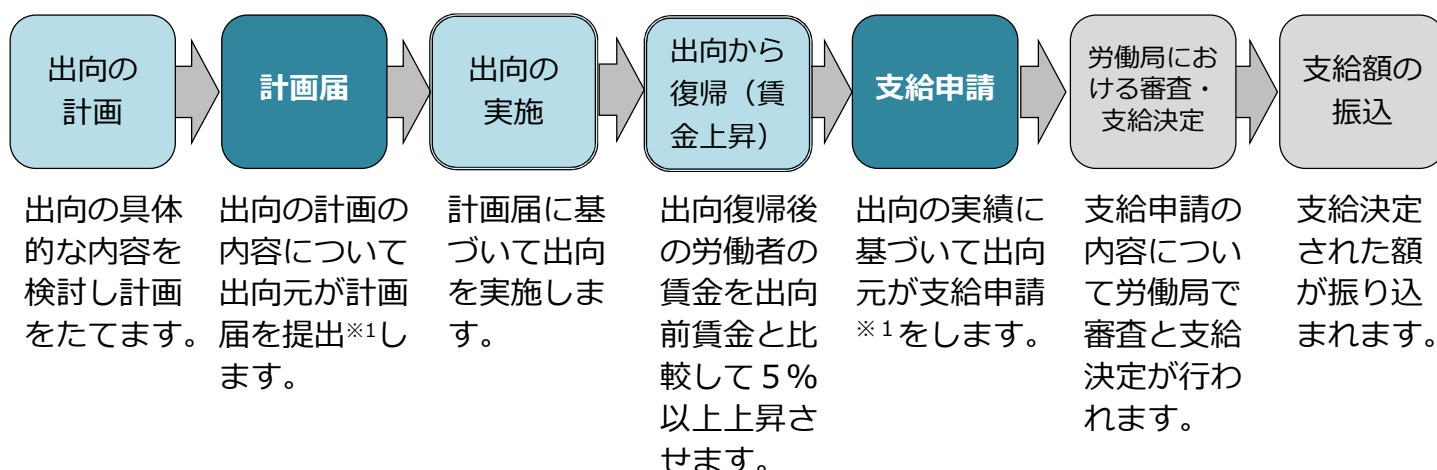 出向の
計画
計画届
出向の
実施
出向から
復帰（賃
金上昇）
支給申請
労働局にお
ける審査・
支給決定
支給額の
振込
出向の具体
的な内容を
検討し計画
をたてます。
出向の計画の
内容について
出向元が計画
届を提出※1し
ます。
計画届に基
づいて出向
を実施しま
す。
出向復帰後
の労働者の
賃金を出向
前賃金と比
較して５％
以上上昇さ
せます。
出向の実績に
基づいて出向
元が支給申請
※１をします。
支給申請の
内容につい
て労働局で
審査と支給
決定が行わ
れます。
支給決定
された額
が振り込
まれます。